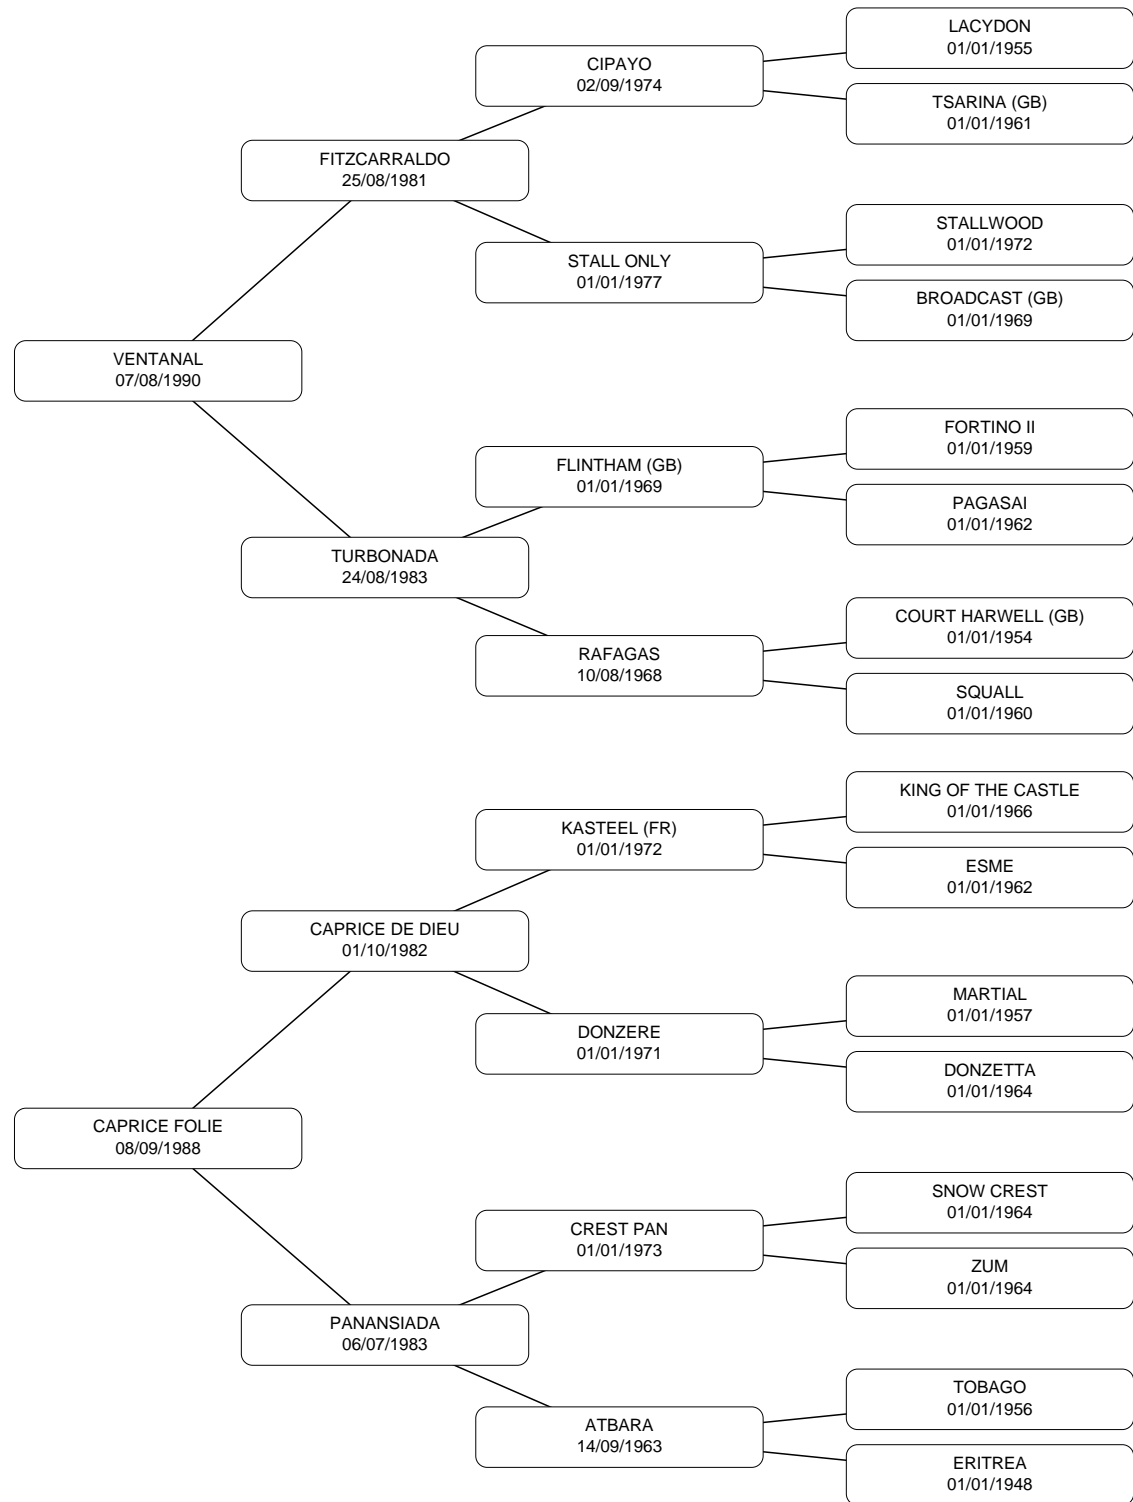 LACYDON
01/01/1955
CIPAYO
02/09/1974
TSARINA (GB)
01/01/1961
FITZCARRALDO
25/08/1981
STALLWOOD
01/01/1972
STALL ONLY
01/01/1977
BROADCAST (GB)
01/01/1969
VENTANAL
07/08/1990
FORTINO II
01/01/1959
FLINTHAM (GB)
01/01/1969
PAGASAI
01/01/1962
TURBONADA
24/08/1983
COURT HARWELL (GB)
01/01/1954
RAFAGAS
10/08/1968
SQUALL
01/01/1960
KING OF THE CASTLE
01/01/1966
KASTEEL (FR)
01/01/1972
ESME
01/01/1962
CAPRICE DE DIEU
01/10/1982
MARTIAL
01/01/1957
DONZERE
01/01/1971
DONZETTA
01/01/1964
CAPRICE FOLIE
08/09/1988
SNOW CREST
01/01/1964
CREST PAN
01/01/1973
ZUM
01/01/1964
PANANSIADA
06/07/1983
TOBAGO
01/01/1956
ATBARA
14/09/1963
ERITREA
01/01/1948